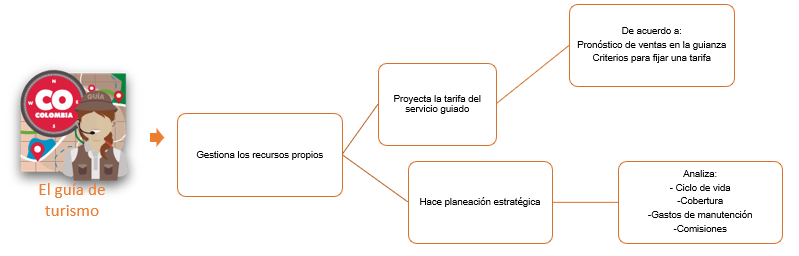 N
W
E
CO
COLOMBIA
GUÍA
El guía de
turismo
Gestiona los recursos propios
Proyecta la tarifa del
servicio guiado
De acuerdo a:
Pronóstico de ventas en la guianza
Criterios para fijar una tarifa
Hace planeación estratégica
Analiza:
- Ciclo de vida
-Cobertura
-Gastos de manutención
-Comisiones